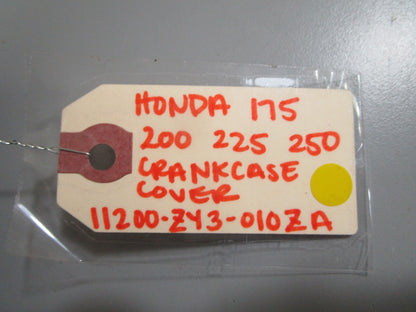 HONDA 175
200 225 250
CRANKCASE
COVER
11200-ZY3-010ZA